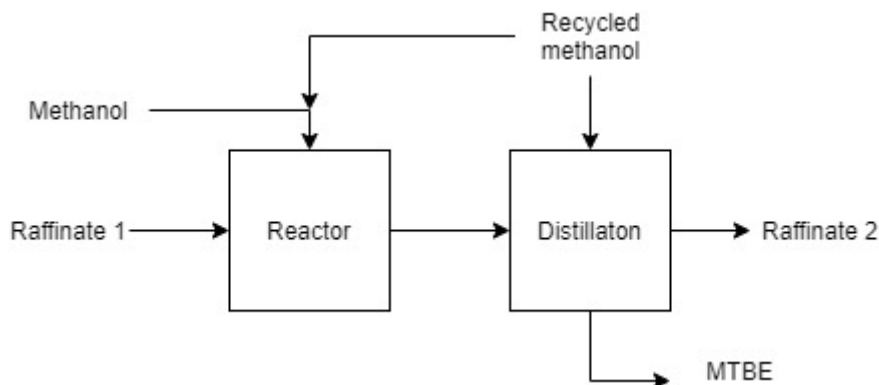 Recycled
methanol
Methanol
Raffinate 1
Reactor
Distillaton
Raffinate 2
MTBE